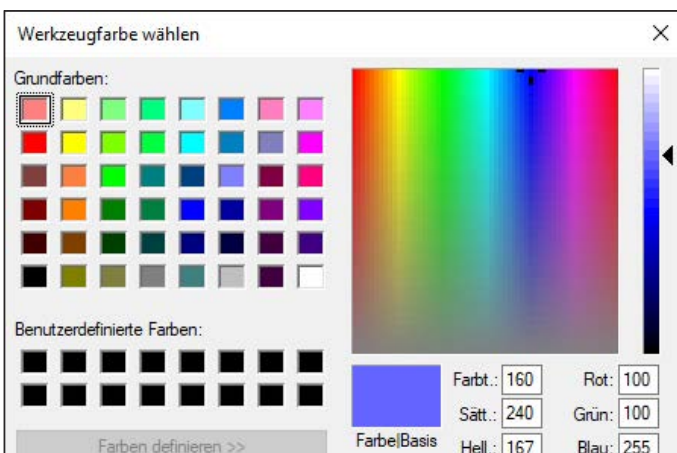 Werkzeugfarbe wählen
Grundfarben:
Benutzerdefinierte Farben:
Farben definieren >>
Farbe|Basis
Farbt.: 160 Rot: 100
Sätt.: 240 Grün: 100
Hell.: 167 Blau: 255